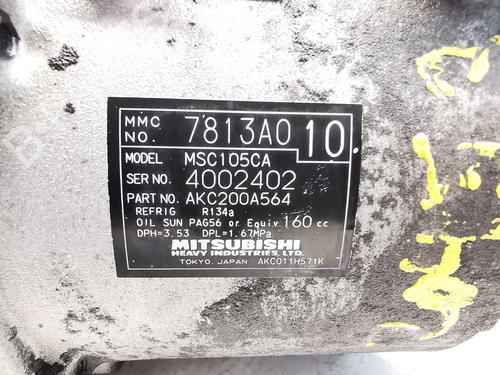 MMC
NO. 7813A0 10
MODEL MSC105CA
SER NO. 4002402
PART NO. AKC200A564
REFRIG R134a
OIL SUN PAG56 or Equiv. 160 cc
DPH=3.53 DPL=1.67MPa
MITSUBISHI
HEAVY INDUSTRIES, LTD.
TOKYO, JAPAN AKC011H571K